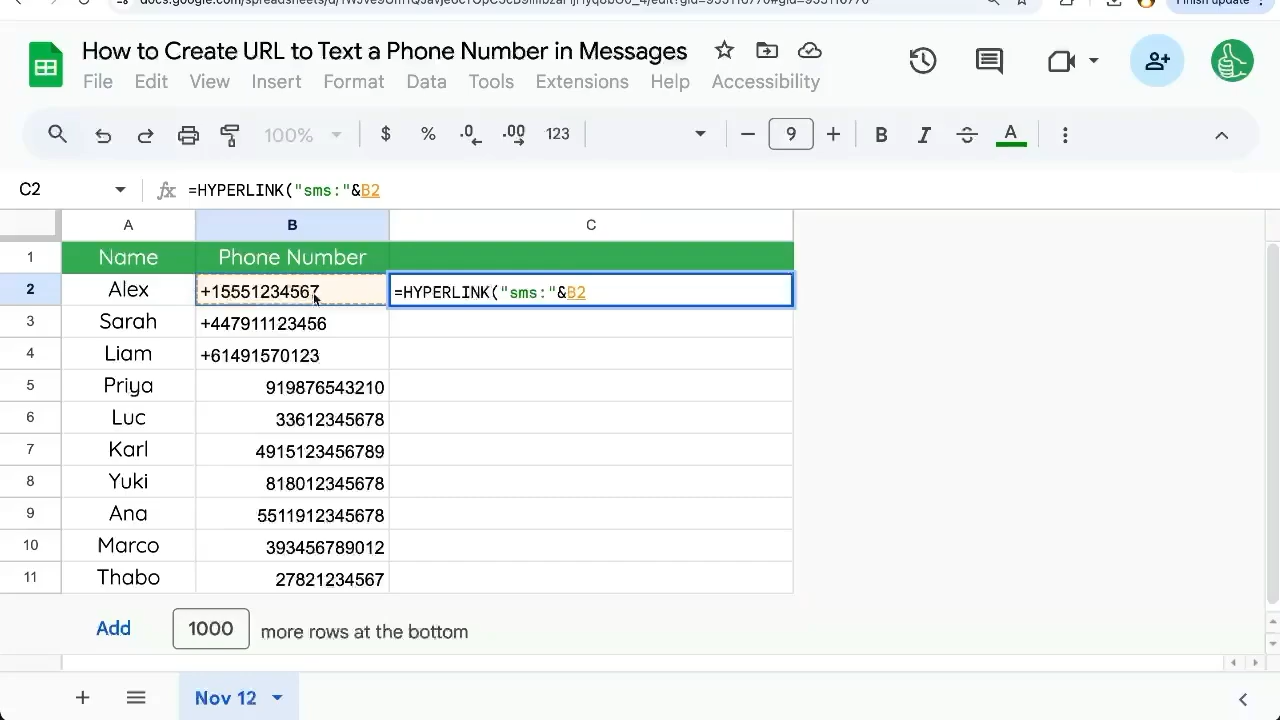 How to Create URL to Text a Phone Number in Messages
File Edit View Insert Format Data Tools Extensions Help Accessibility
100% $ % .0 .00 123 9 B I A
C2 fx =HYPERLINK("sms:"&B2
A B C
1 Name Phone Number
2 Alex +15551234567 =HYPERLINK("sms:"&B2
3 Sarah +447911123456
4 Liam +61491570123
5 Priya 919876543210
6 Luc 33612345678
7 Karl 4915123456789
8 Yuki 818012345678
9 Ana 5511912345678
10 Marco 393456789012
11 Thabo 27821234567
Add 1000 more rows at the bottom
Nov 12